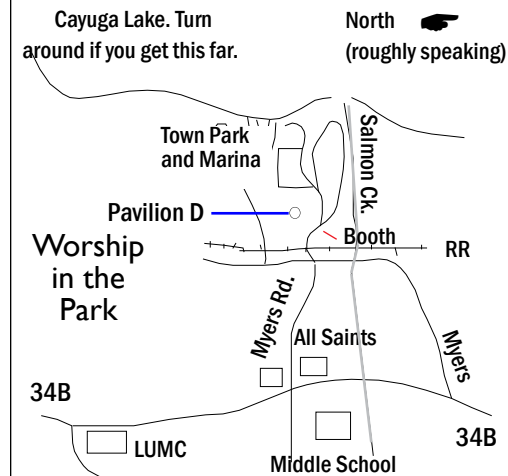 Cayuga Lake. Turn
around if you get this far.
North
(roughly speaking)
Town Park
and Marina
Salmon Ck.
Pavilion D
Booth
RR
Worship
in the
Park
Myers Rd.
All Saints
Myers
34B
LUMC
34B
Middle School